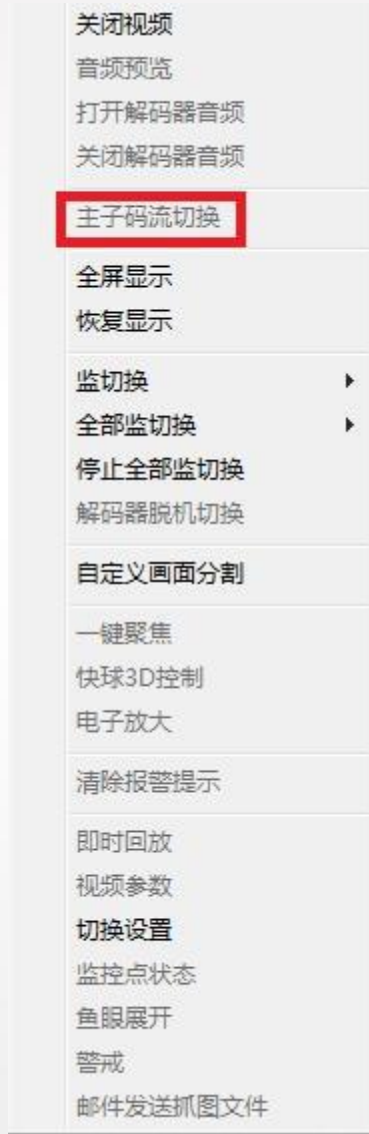 关闭视频
音频预览
打开解码器音频
关闭解码器音频
主子码流切换
全屏显示
恢复显示
监切换
全部监切换
停止全部监切换
解码器脱机切换
自定义画面分割
一键聚焦
快球3D控制
电子放大
清除报警提示
即时回放
视频参数
切换设置
监控点状态
鱼眼展开
警戒
邮件发送抓图文件